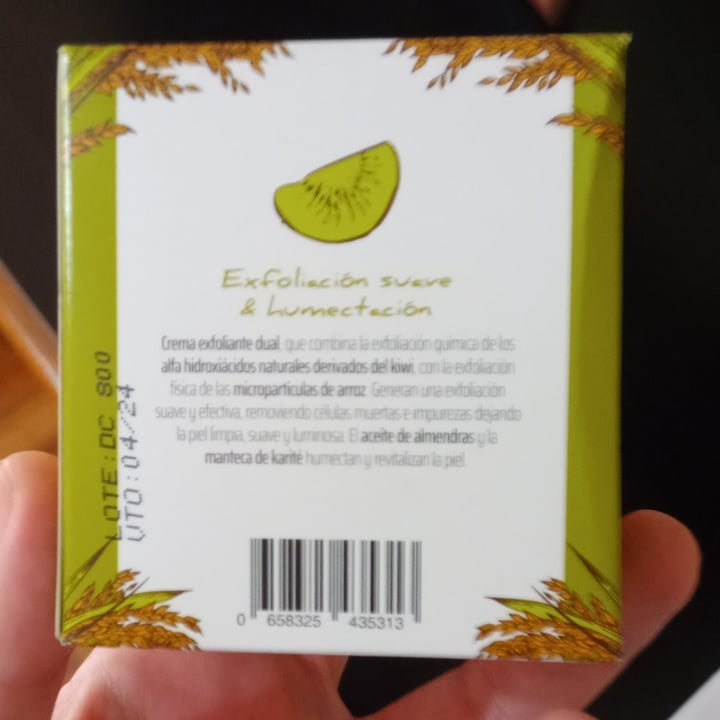 Exfoliación suave
& humectación
Crema exfoliante dual, que combina la exfoliación química de los
alfa hidroxiácidos naturales derivados del kiwi, con la exfoliación
física de las microparticulas de arroz. Generan una exfoliación
suave y efectiva, removiendo células muertas e impurezas dejando
la piel limpia, suave y luminosa. El aceite de almendras y la
manteca de karité humectan y revitalizan la piel.
LOTE: DC 800
VTO: 04/24
0 658325 435313